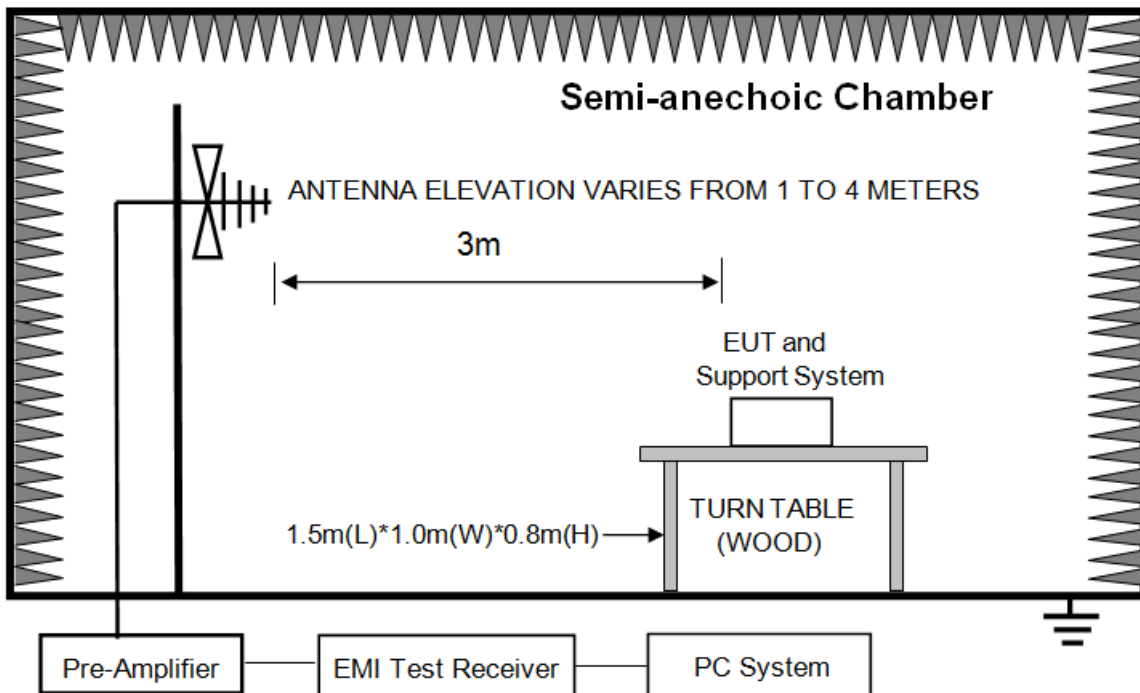 Semi-anechoic Chamber
ANTENNA ELEVATION VARIES FROM 1 TO 4 METERS
3m
EUT and
Support System
TURN TABLE
(WOOD)
1.5m(L)*1.0m(W)*0.8m(H)
Pre-Amplifier
EMI Test Receiver
PC System